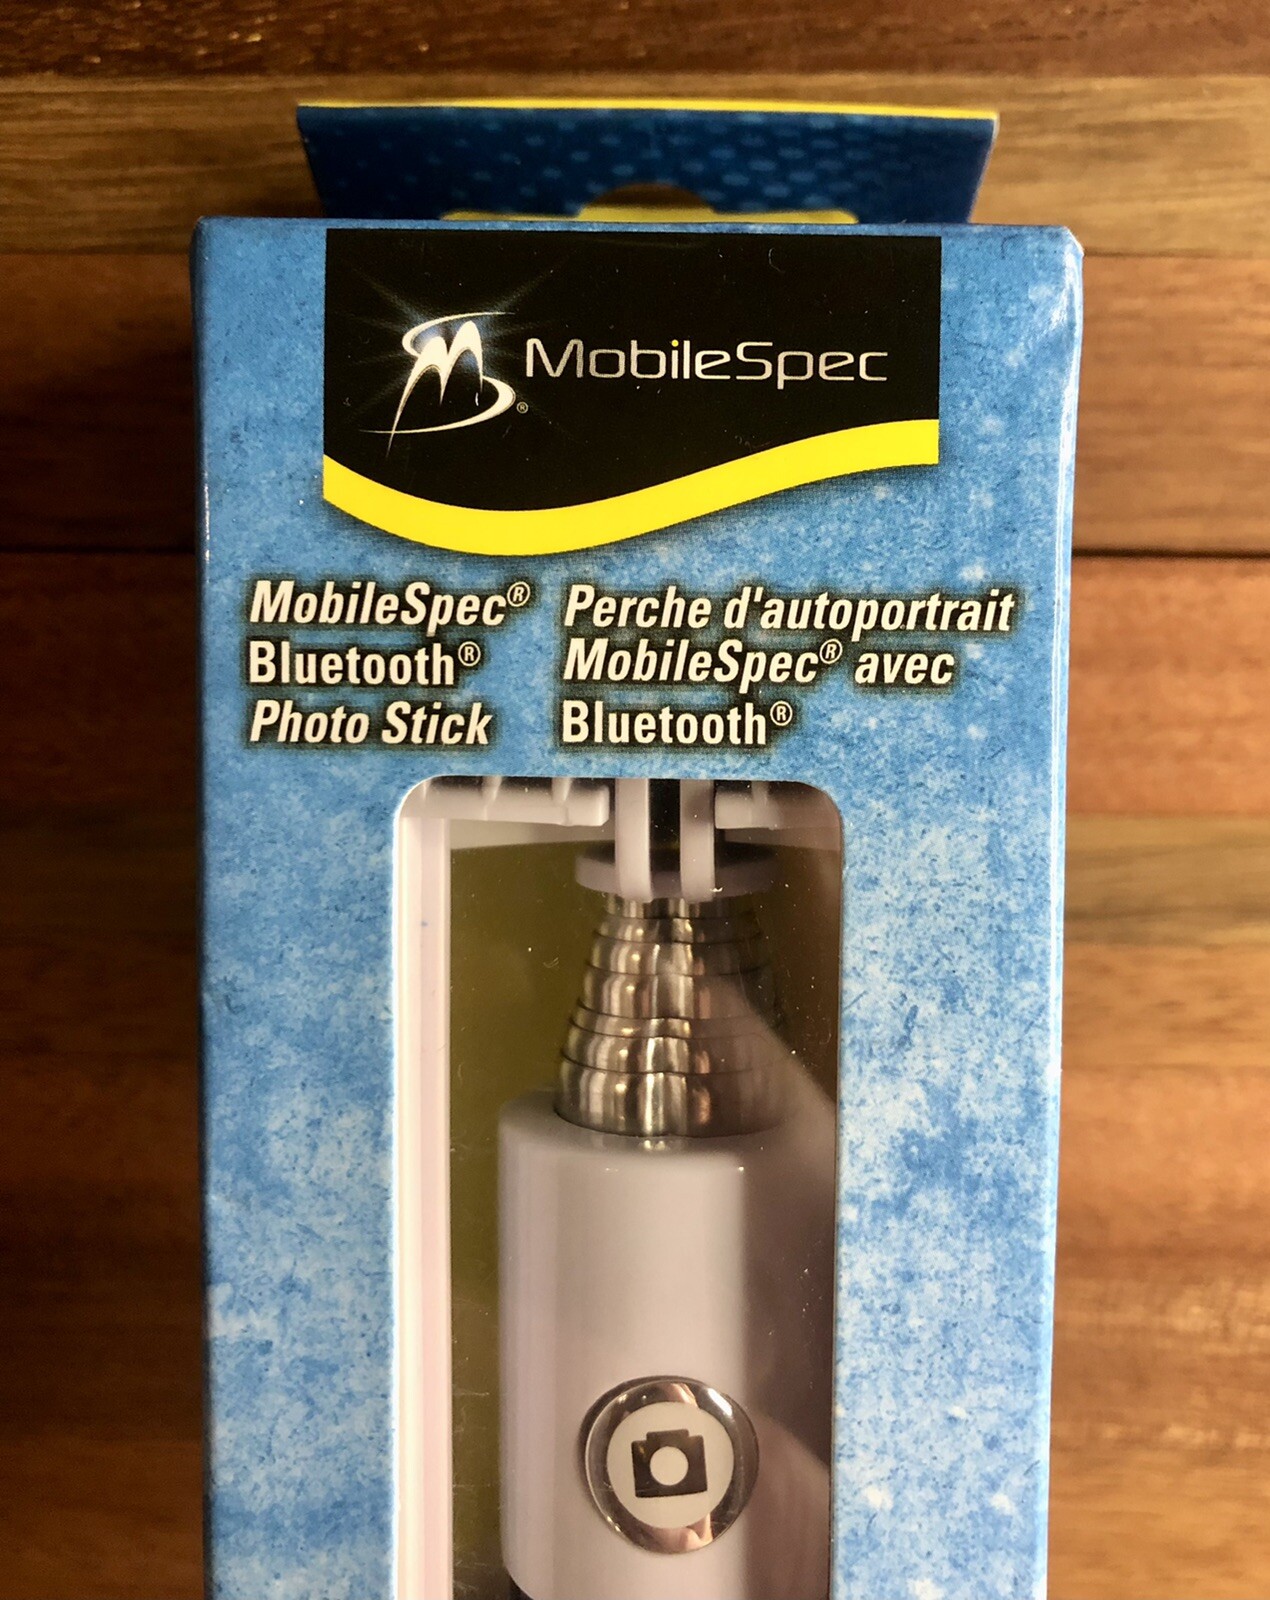 MobileSpec
®
MobileSpec®
Bluetooth®
Photo Stick
Perche d'autoportrait
MobileSpec® avec
Bluetooth®